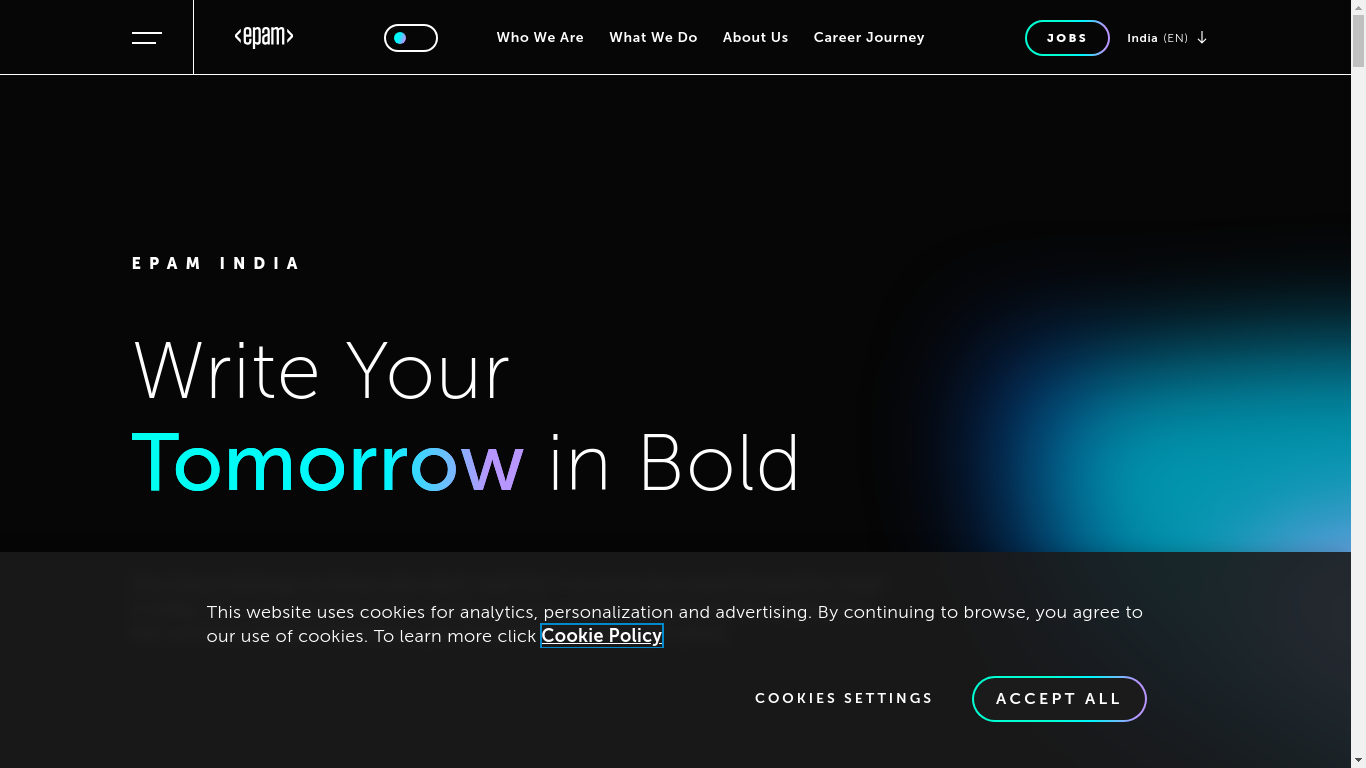 <epam>
Who We Are
What We Do
About Us
Career Journey
JOBS
India (EN)
EPAM INDIA
Write Your
Tomorrow in Bold
This website uses cookies for analytics, personalization and advertising. By continuing to browse, you agree to
our use of cookies. To learn more click Cookie Policy
COOKIES SETTINGS
ACCEPT ALL